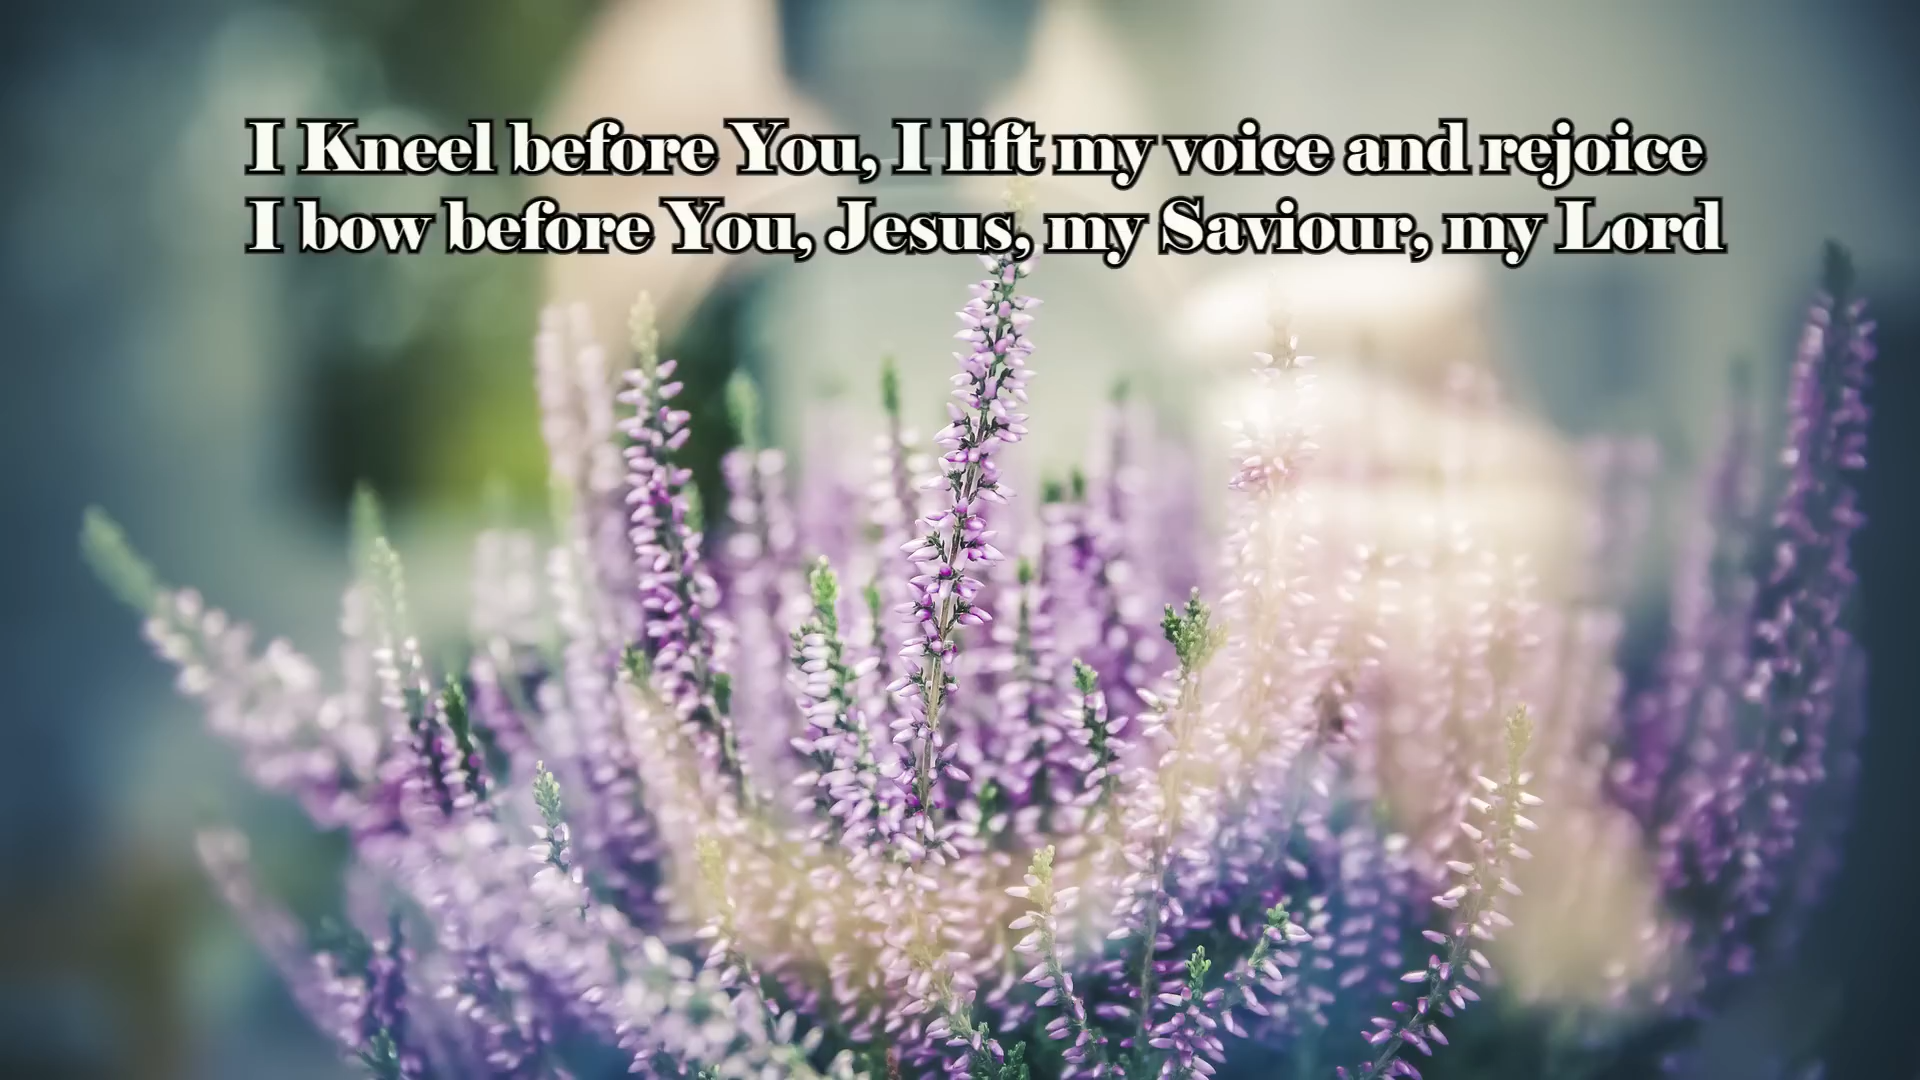 I Kneel before You, I lift my voice and rejoice
I bow before You, Jesus, my Saviour, my Lord